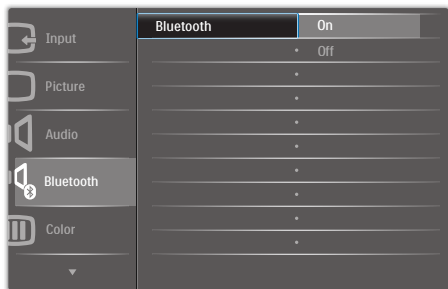 Input
Picture
Audio
Bluetooth
Color
Bluetooth On
• Off
•
•
•
•
•
•
•
•